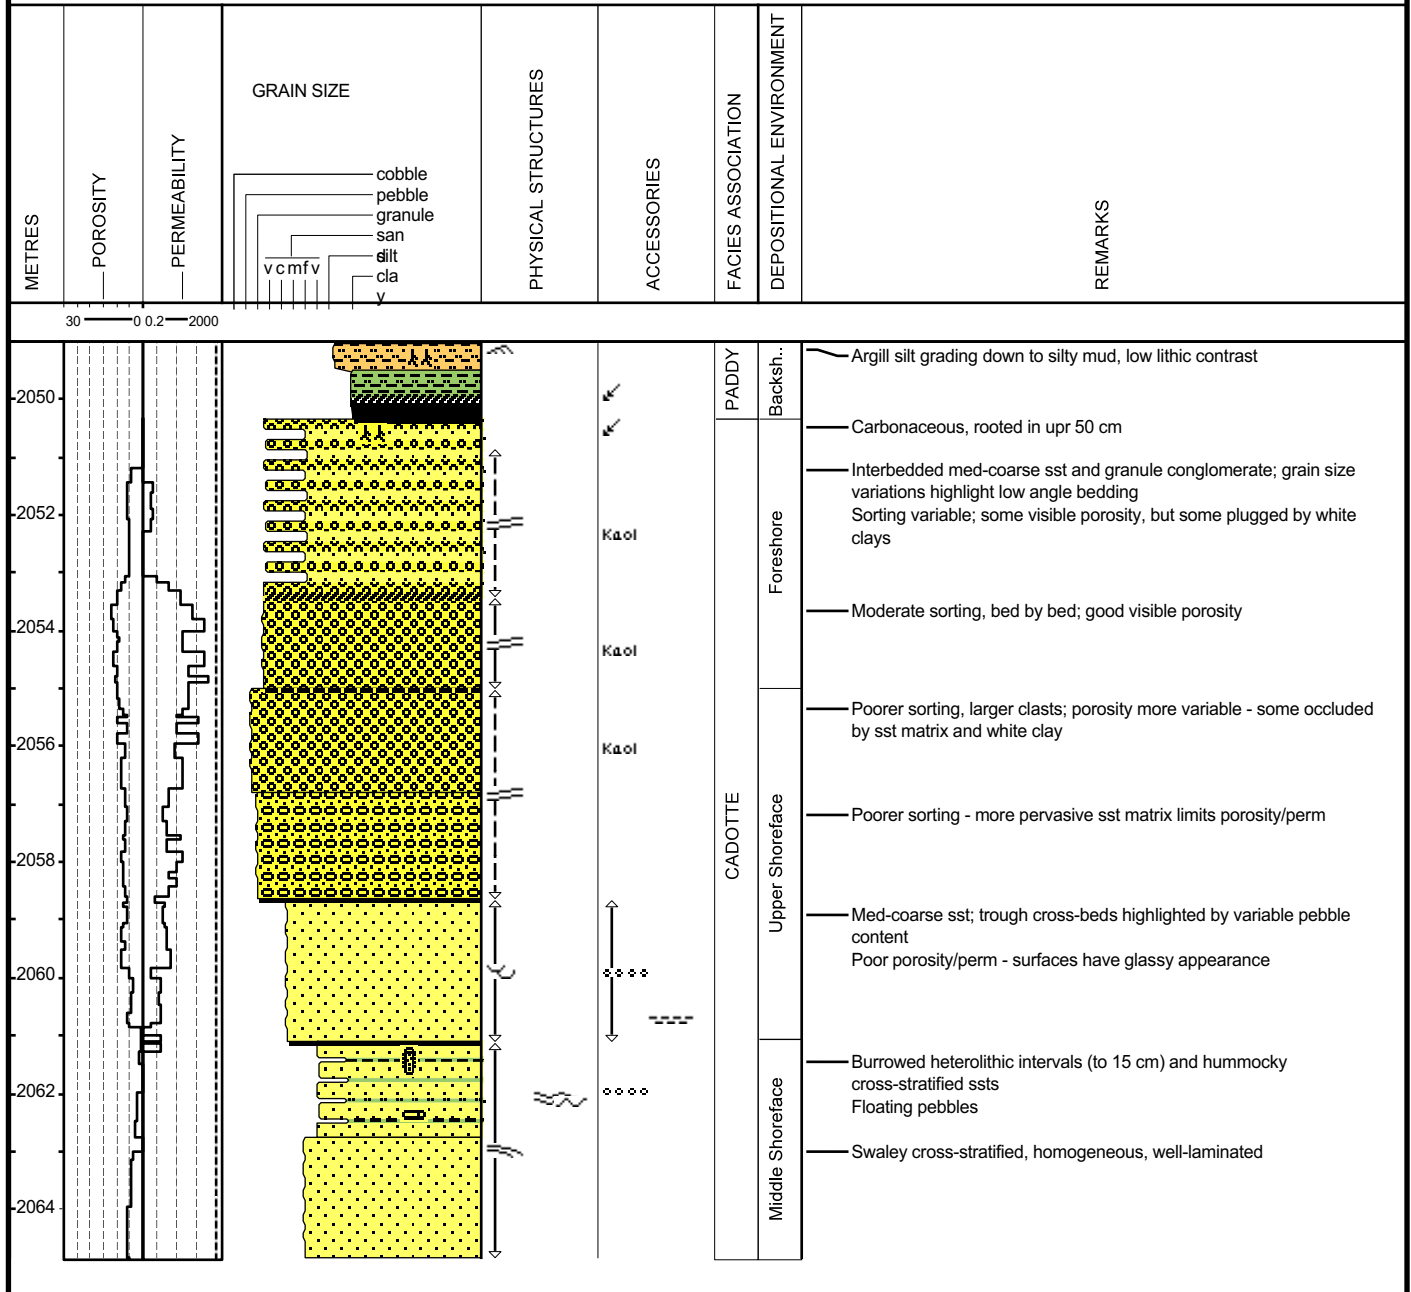 METRES
POROSITY
PERMEABILITY
GRAIN SIZE
cobble
pebble
granule
san
d
silt
v c m f v
cla
y
PHYSICAL STRUCTURES
ACCESSORIES
FACIES ASSOCIATION
DEPOSITIONAL ENVIRONMENT
REMARKS
30 0 0.2 2000
2050
2052
2054
2056
2058
2060
2062
2064
Kaol
Kaol
Kaol
PADDY
CADOTTE
Backsh..
Foreshore
Upper Shoreface
Middle Shoreface
Argill silt grading down to silty mud, low lithic contrast
Carbonaceous, rooted in upr 50 cm
Interbedded med-coarse sst and granule conglomerate; grain size
variations highlight low angle bedding
Sorting variable; some visible porosity, but some plugged by white
clays
Moderate sorting, bed by bed; good visible porosity
Poorer sorting, larger clasts; porosity more variable - some occluded
by sst matrix and white clay
Poorer sorting - more pervasive sst matrix limits porosity/perm
Med-coarse sst; trough cross-beds highlighted by variable pebble
content
Poor porosity/perm - surfaces have glassy appearance
Burrowed heterolithic intervals (to 15 cm) and hummocky
cross-stratified ssts
Floating pebbles
Swaley cross-stratified, homogeneous, well-laminated